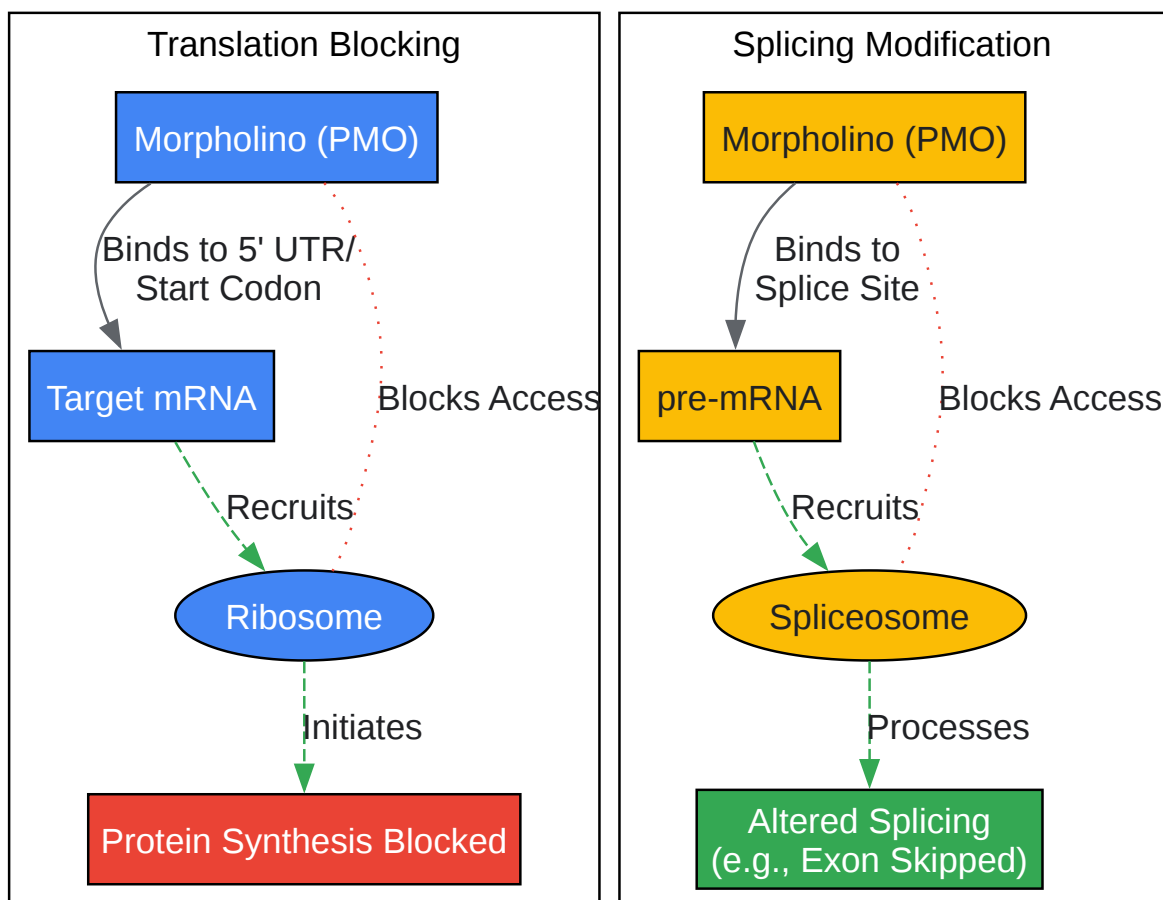 Translation Blocking
Morpholino (PMO)
Binds to 5' UTR/
Start Codon
Target mRNA
Blocks Access
Recruits
Ribosome
Initiates
Protein Synthesis Blocked
Splicing Modification
Morpholino (PMO)
Binds to
Splice Site
pre-mRNA
Blocks Access
Recruits
Spliceosome
Processes
Altered Splicing
(e.g., Exon Skipped)